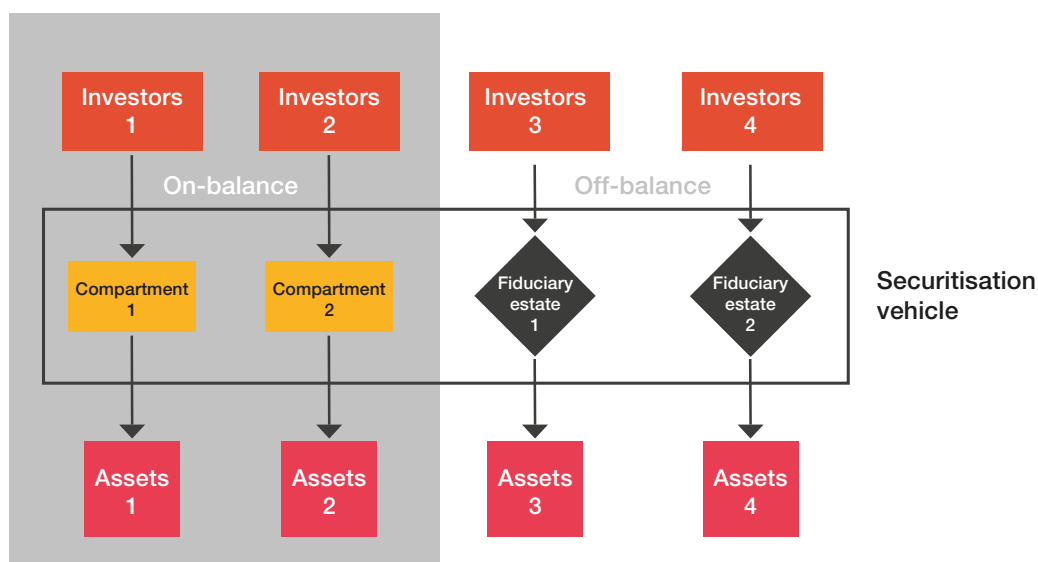 Investors
1
Investors
2
Investors
3
Investors
4
On-balance
Off-balance
Compartment
1
Compartment
2
Fiduciary
estate
1
Fiduciary
estate
2
Securitisation
vehicle
Assets
1
Assets
2
Assets
3
Assets
4